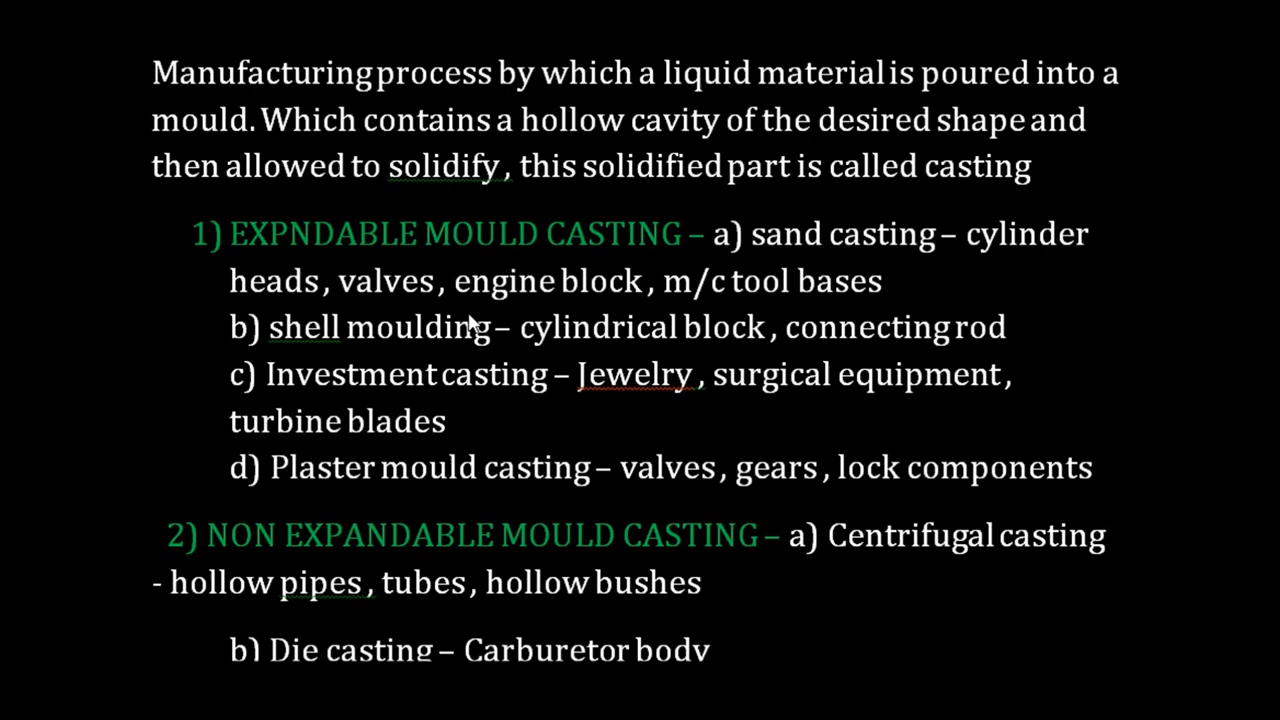 Manufacturing process by which a liquid material is poured into a
mould. Which contains a hollow cavity of the desired shape and
then allowed to solidify , this solidified part is called casting
1) EXPNDABLE MOULD CASTING – a) sand casting – cylinder
heads , valves , engine block , m/c tool bases
b) shell moulding – cylindrical block , connecting rod
c) Investment casting – Jewelry , surgical equipment ,
turbine blades
d) Plaster mould casting – valves , gears , lock components
2) NON EXPANDABLE MOULD CASTING – a) Centrifugal casting
- hollow pipes , tubes , hollow bushes
b) Die casting – Carburetor body